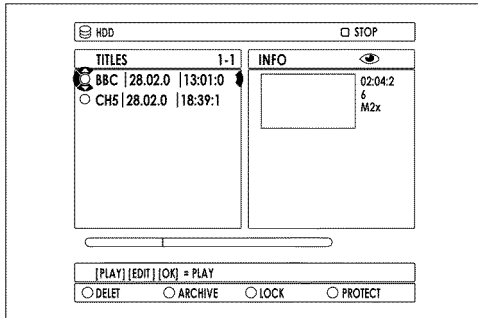 HDD STOP
TITLES 1-1 INFO
BBC |28.02.0 |13:01:0 02:04:2
6
CH5|28.02.0 |18:39:1 M2x
[PLAY] [EDIT] [OK] = PLAY
DELET ARCHIVE LOCK PROTECT